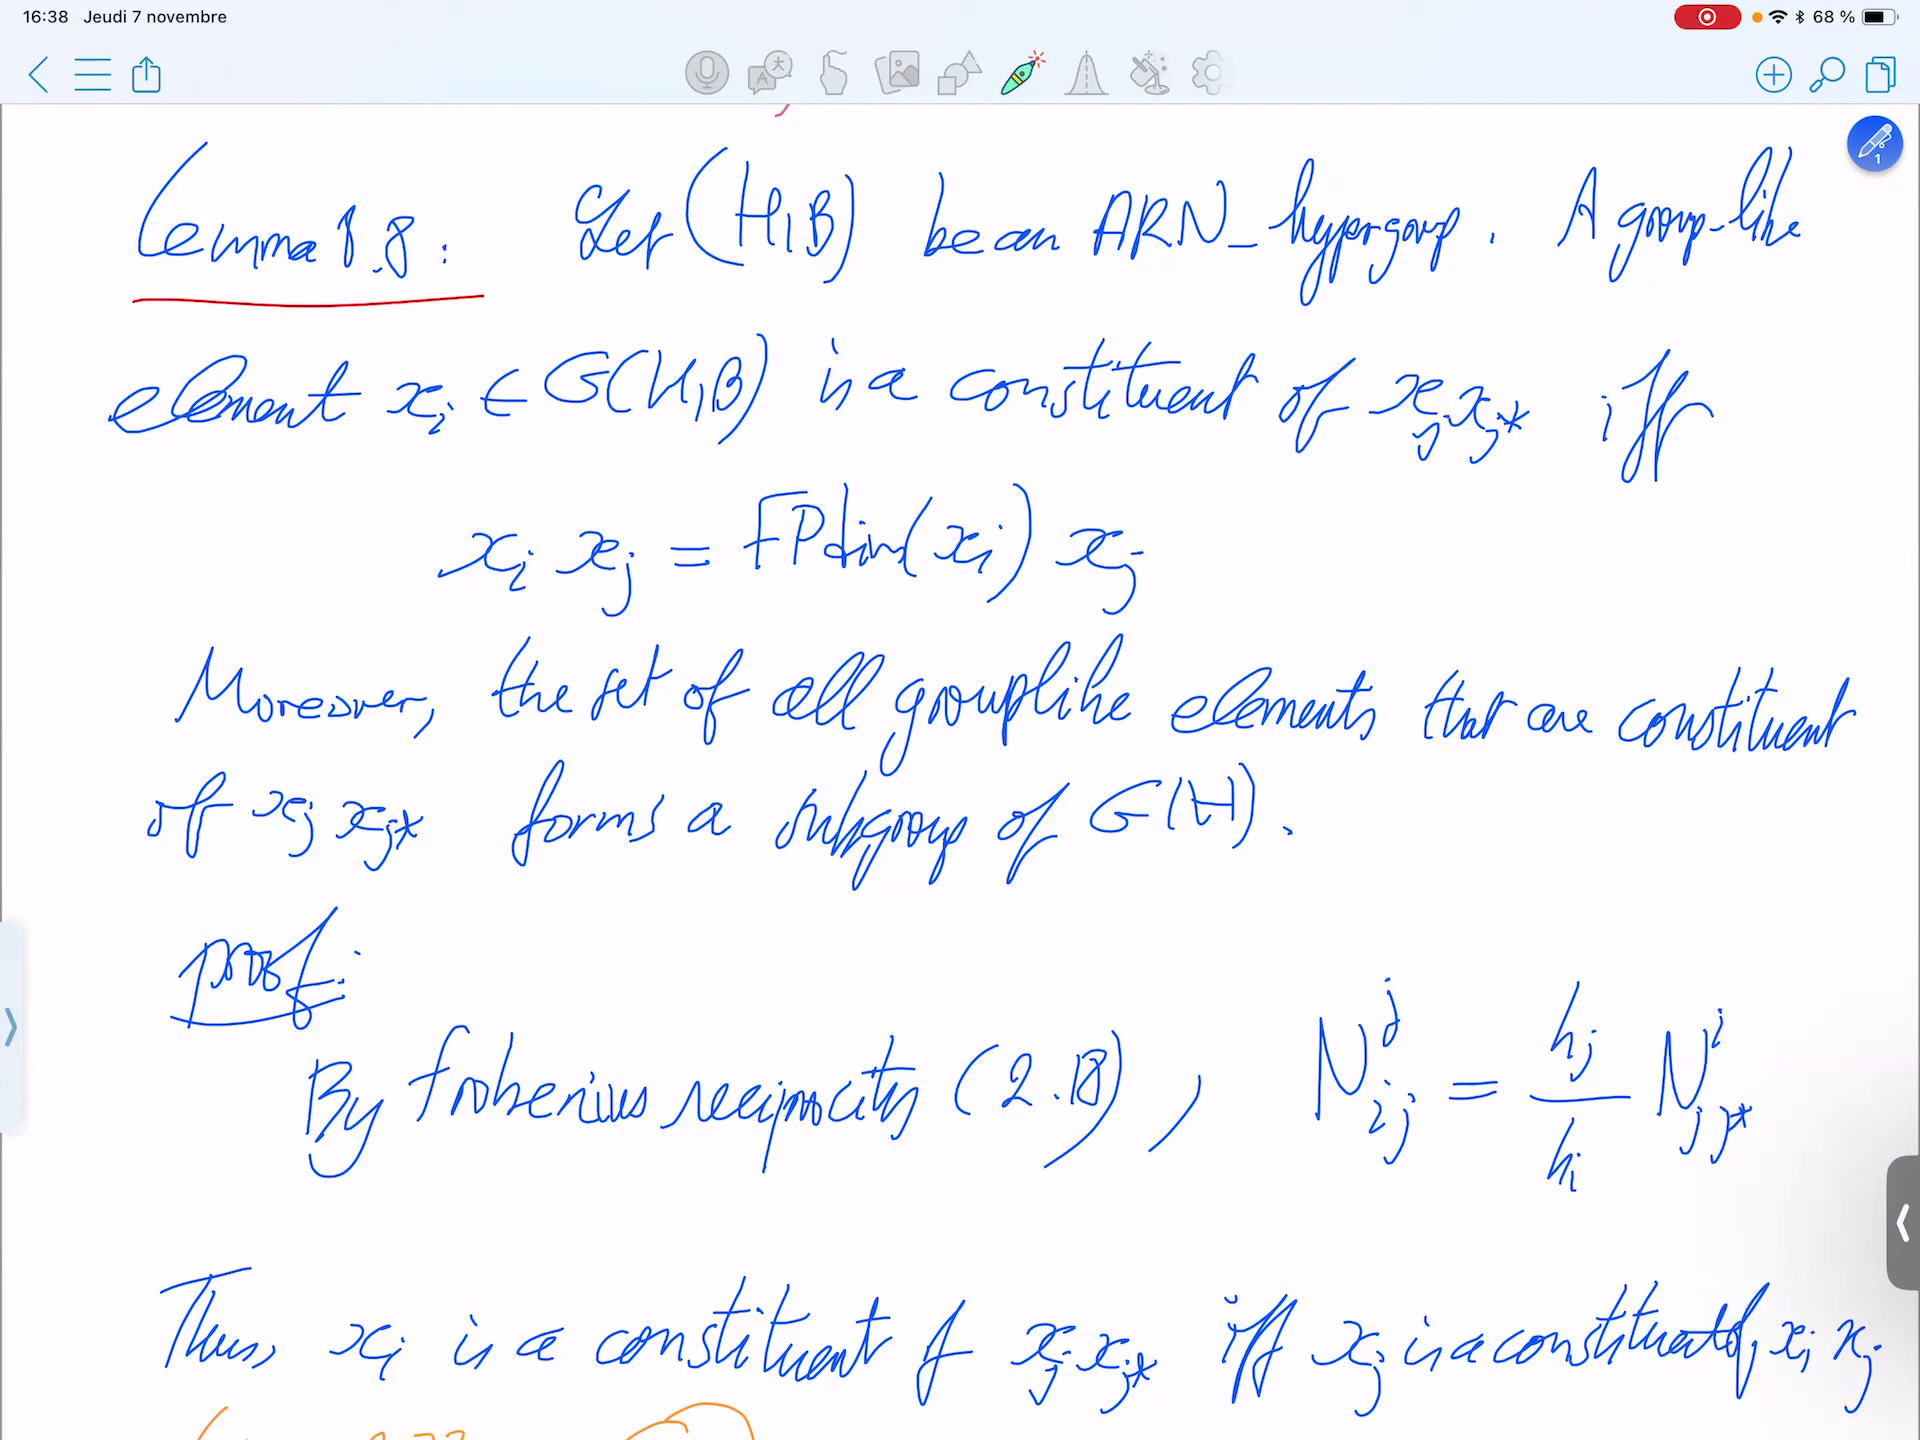 16:38 Jeudi 7 novembre 68 %
1
Lemma 8.8: Let (H,B) be an ARN-hypergroup. A group-like
element x_i ∈ G(H,B) is a constituent of x_j x_{j*} iff
x_i x_j = FPdim(x_i) x_j
Moreover, the set of all grouplike elements that are constituent
of x_j x_{j*} forms a subgroup of G(H).
proof:
By Frobenius reciprocity (2.18), N_{ij}^j = \frac{h_j}{h_i} N_{jj*}^i
Thus, x_i is a constituent of x_j x_{j*} iff x_j is a constituent of x_i x_j